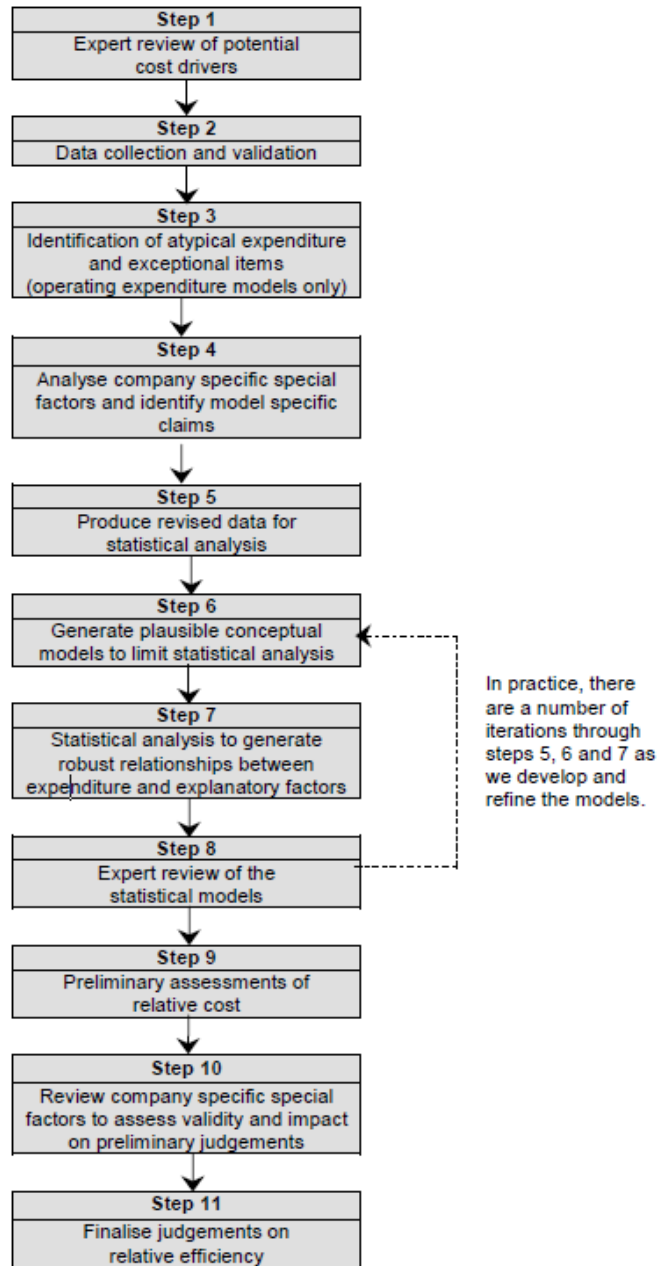 Step 1
Expert review of potential
cost drivers
Step 2
Data collection and validation
Step 3
Identification of atypical expenditure
and exceptional items
(operating expenditure models only)
Step 4
Analyse company specific special
factors and identify model specific
claims
Step 5
Produce revised data for
statistical analysis
Step 6
Generate plausible conceptual
models to limit statistical analysis
Step 7
Statistical analysis to generate
robust relationships between
expenditure and explanatory factors
In practice, there
are a number of
iterations through
steps 5, 6 and 7 as
we develop and
refine the models.
Step 8
Expert review of the
statistical models
Step 9
Preliminary assessments of
relative cost
Step 10
Review company specific special
factors to assess validity and impact
on preliminary judgements
Step 11
Finalise judgements on
relative efficiency